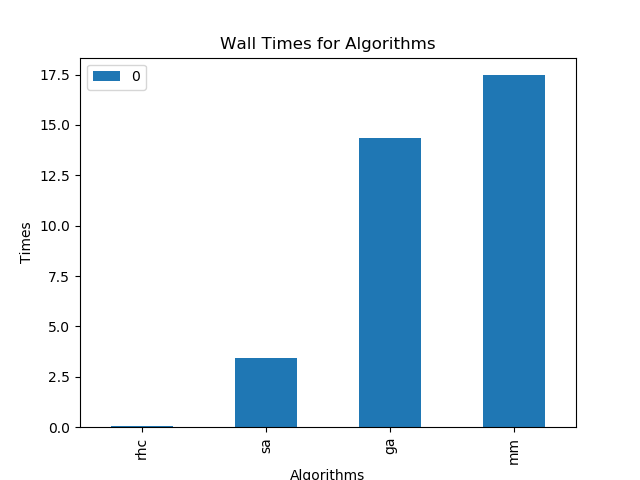 Wall Times for Algorithms
0
17.5
15.0
12.5
10.0
7.5
5.0
2.5
0.0
Times
rhc
sa
ga
mm
Algorithms